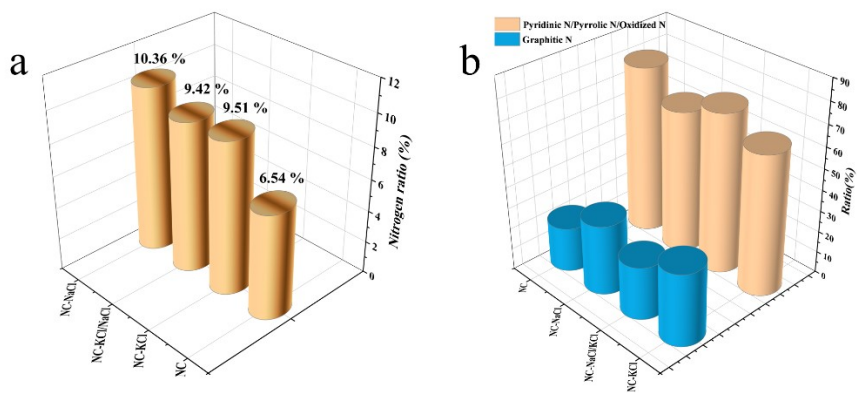 a
10.36 %
9.42 %
9.51 %
6.54 %
12
10
8
6
4
2
0
Nitrogen ratio (%)
NC-NaCl
NC-KCl/NaCl
NC-KCl
NC
b
Pyridinic N/Pyrrolic N/Oxidized N
Graphitic N
90
80
70
60
50
40
30
20
10
0
Ratio(%)
NC
NC-NaCl
NC-NaCl/KCl
NC-KCl